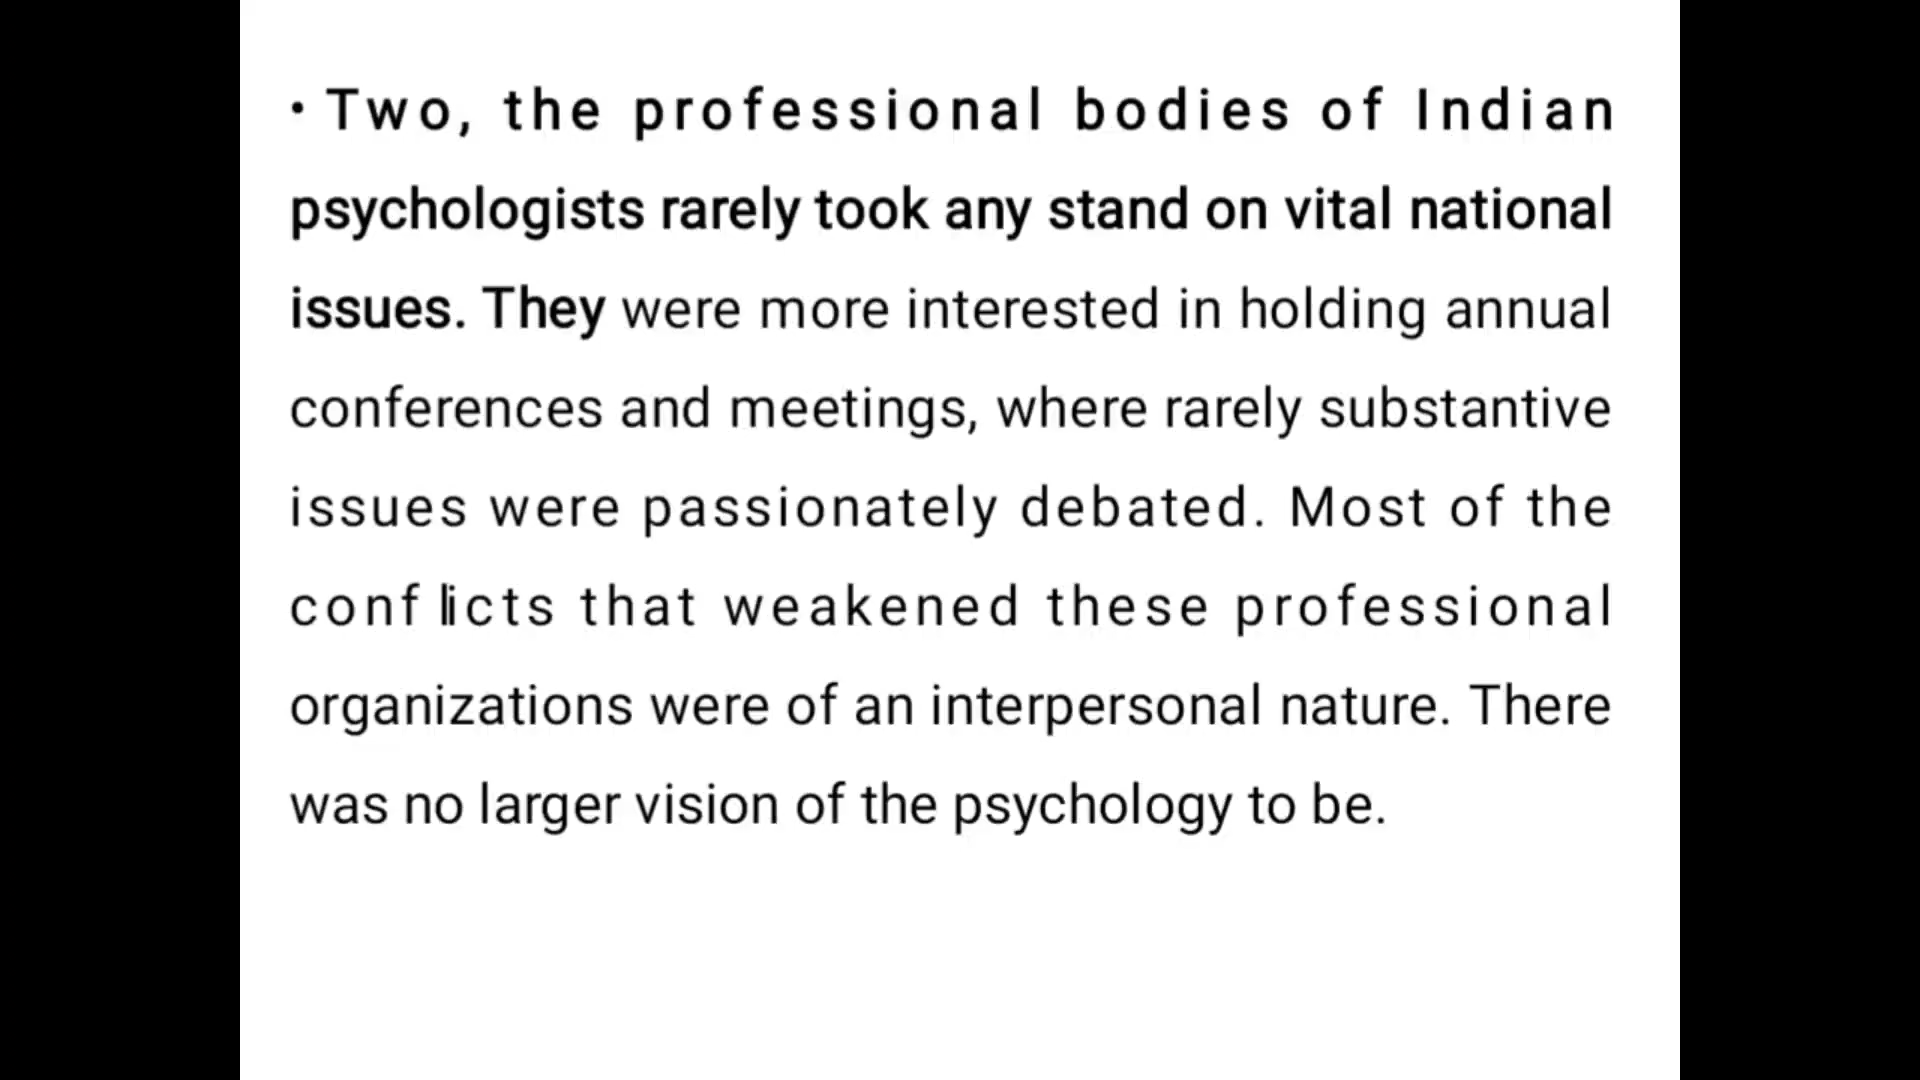 • Two, the professional bodies of Indian
psychologists rarely took any stand on vital national
issues. They were more interested in holding annual
conferences and meetings, where rarely substantive
issues were passionately debated. Most of the
conflicts that weakened these professional
organizations were of an interpersonal nature. There
was no larger vision of the psychology to be.